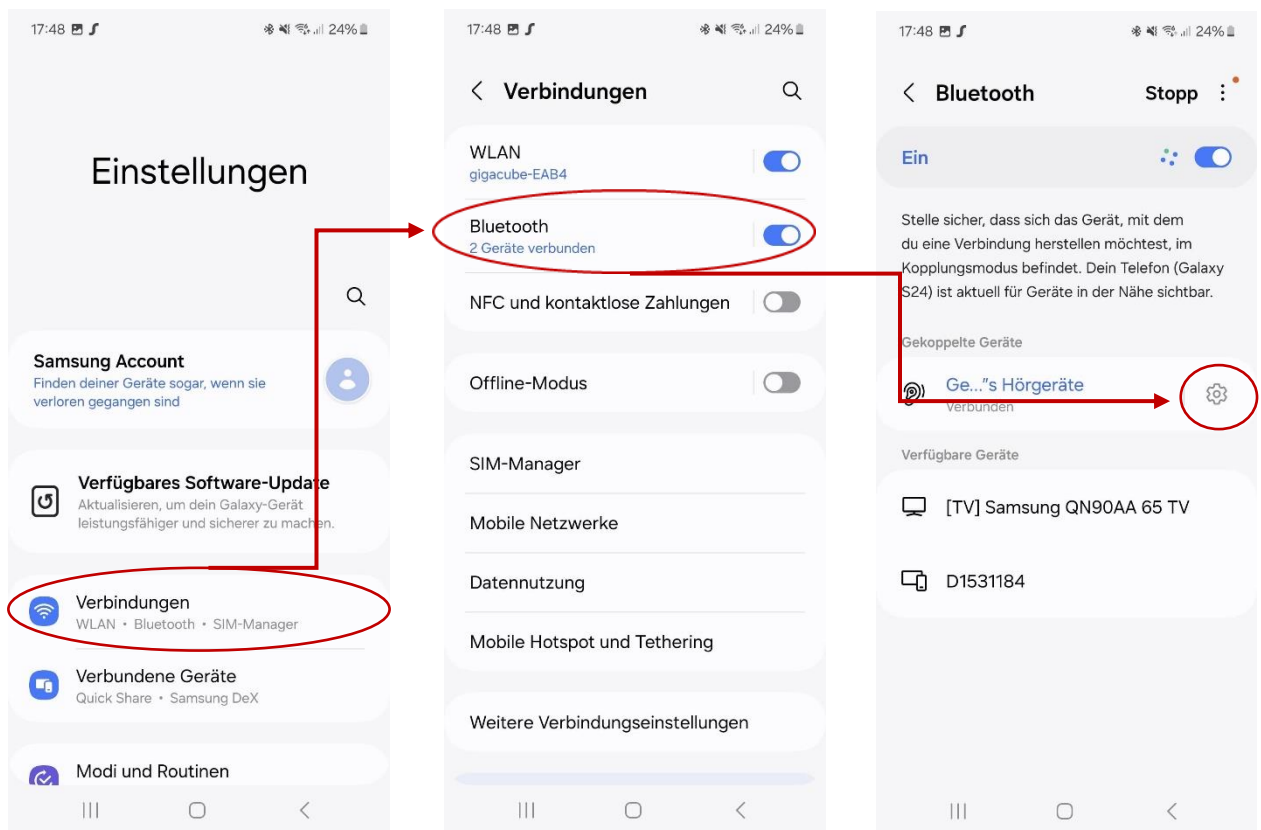 17:48
24%
Einstellungen
Samsung Account
Finden deiner Geräte sogar, wenn sie
verloren gegangen sind
Verfügbares Software-Update
Aktualisieren, um dein Galaxy-Gerät
leistungsfähiger und sicherer zu machen.
Verbindungen
WLAN • Bluetooth • SIM-Manager
Verbundene Geräte
Quick Share • Samsung DeX
Modi und Routinen
17:48
24%
Verbindungen
WLAN
gigacube-EAB4
Bluetooth
2 Geräte verbunden
NFC und kontaktlose Zahlungen
Offline-Modus
SIM-Manager
Mobile Netzwerke
Datennutzung
Mobile Hotspot und Tethering
Weitere Verbindungseinstellungen
17:48
24%
Bluetooth
Stopp
Ein
Stelle sicher, dass sich das Gerät, mit dem
du eine Verbindung herstellen möchtest, im
Kopplungsmodus befindet. Dein Telefon (Galaxy
S24) ist aktuell für Geräte in der Nähe sichtbar.
Gekoppelte Geräte
Ge..."s Hörgeräte
Verbunden
Verfügbare Geräte
[TV] Samsung QN90AA 65 TV
D1531184